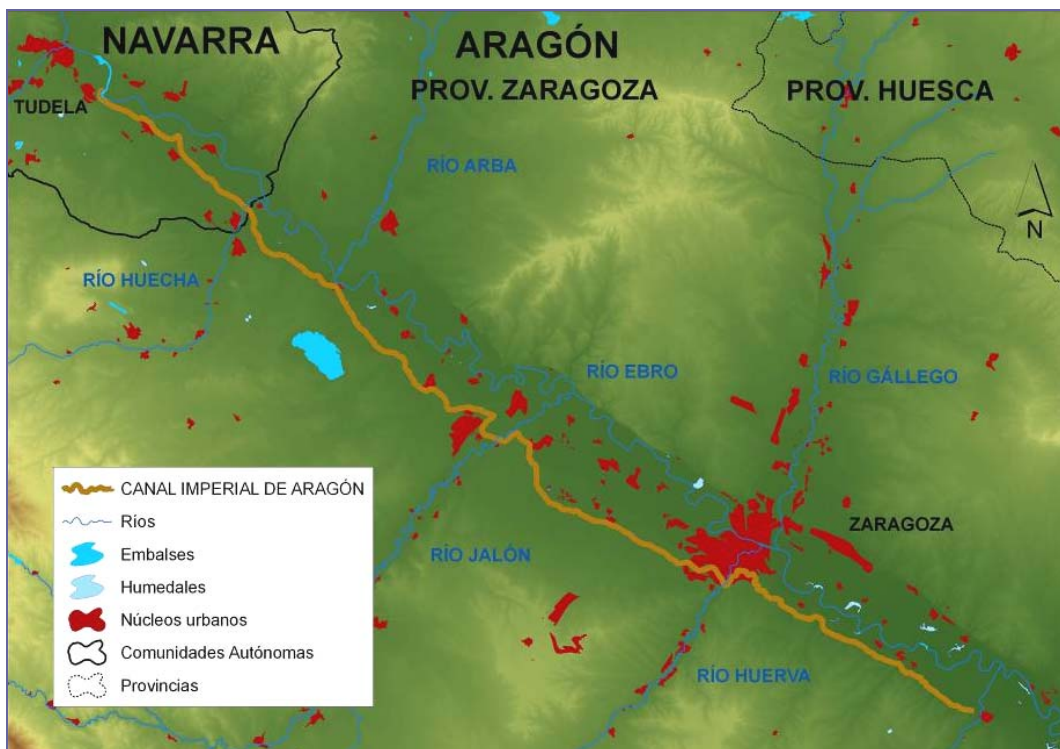 NAVARRA
ARAGÓN
PROV. ZARAGOZA
PROV. HUESCA
TUDELA
RÍO ARBA
N
RÍO HUECHA
RÍO EBRO
RÍO GÁLLEGO
CANAL IMPERIAL DE ARAGÓN
Ríos
Embalses
Humedales
Núcleos urbanos
Comunidades Autónomas
Provincias
RÍO JALÓN
ZARAGOZA
RÍO HUERVA